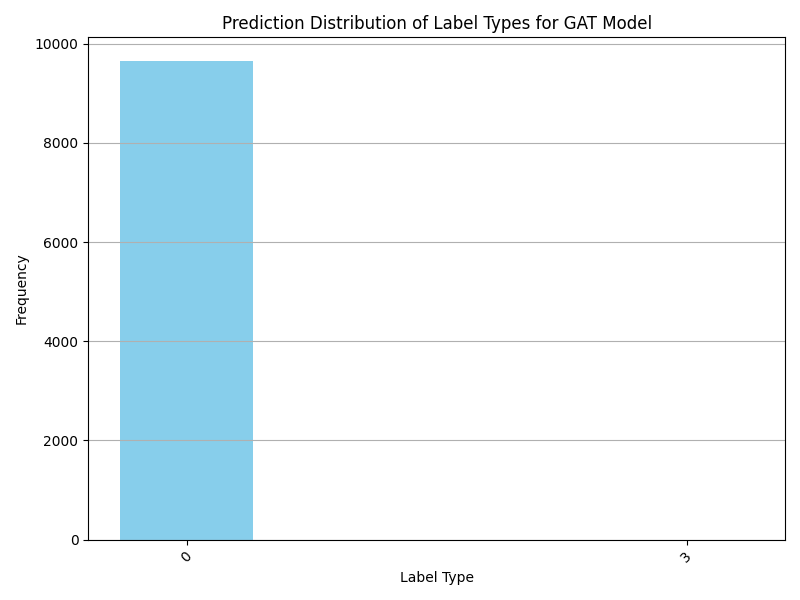 Prediction Distribution of Label Types for GAT Model
10000
8000
6000
4000
2000
0
Frequency
0
3
Label Type